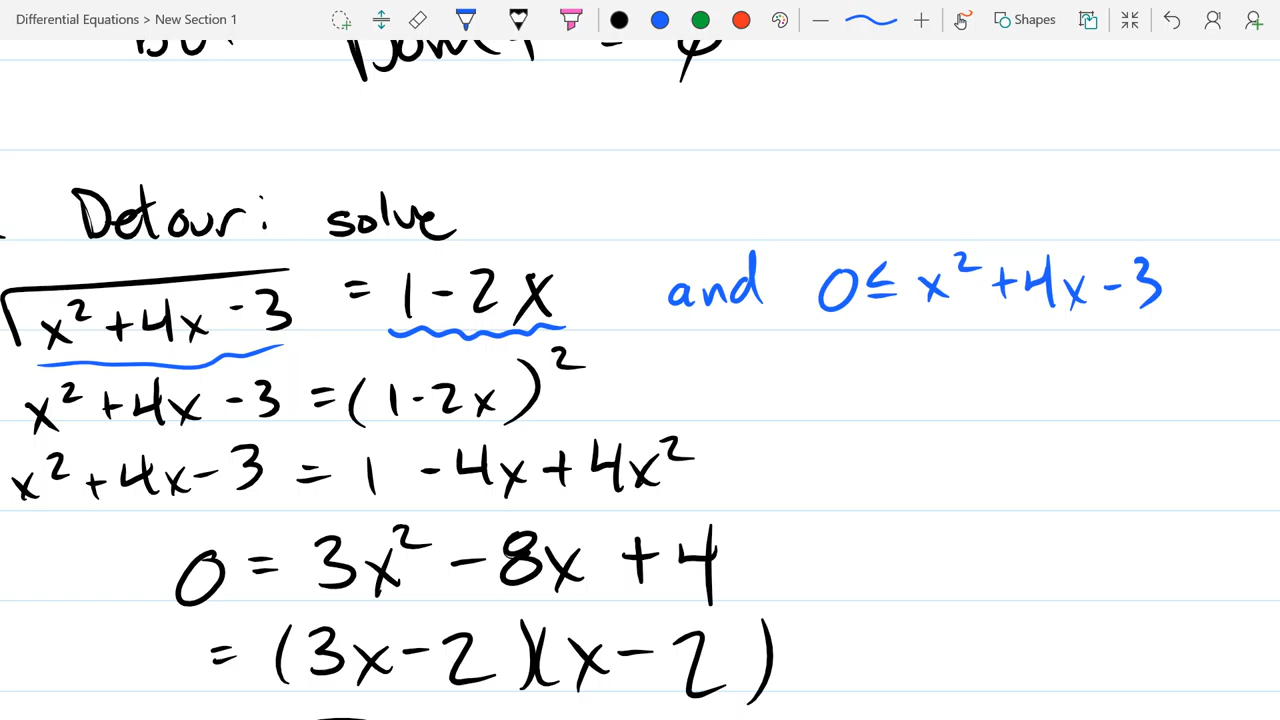 Differential Equations > New Section 1
Shapes
Detour: solve
√(x² + 4x - 3) = 1 - 2x and 0 ≤ x² + 4x - 3
x² + 4x - 3 = (1 - 2x)²
x² + 4x - 3 = 1 - 4x + 4x²
0 = 3x² - 8x + 4
= (3x - 2)(x - 2)